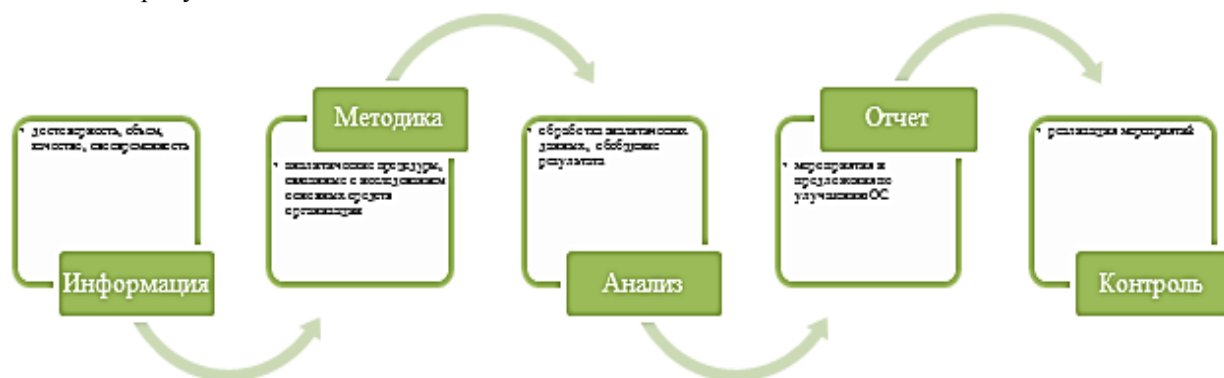 Информация
• достоверность, объем,
качество, своевременность
Методика
• аналитические процедуры,
связанные с исследованием
основных средств
организации
Анализ
• обработка аналитических
данных, обобщение
результата
Отчет
• мероприятия и
предложения по
улучшению ОС
Контроль
• реализация мероприятий